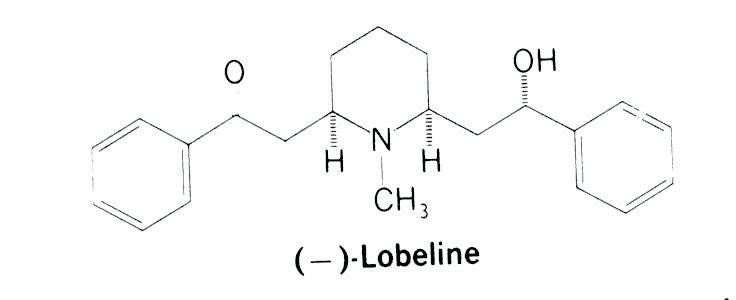 O
OH
N
H
H
CH₃
(–)-Lobeline